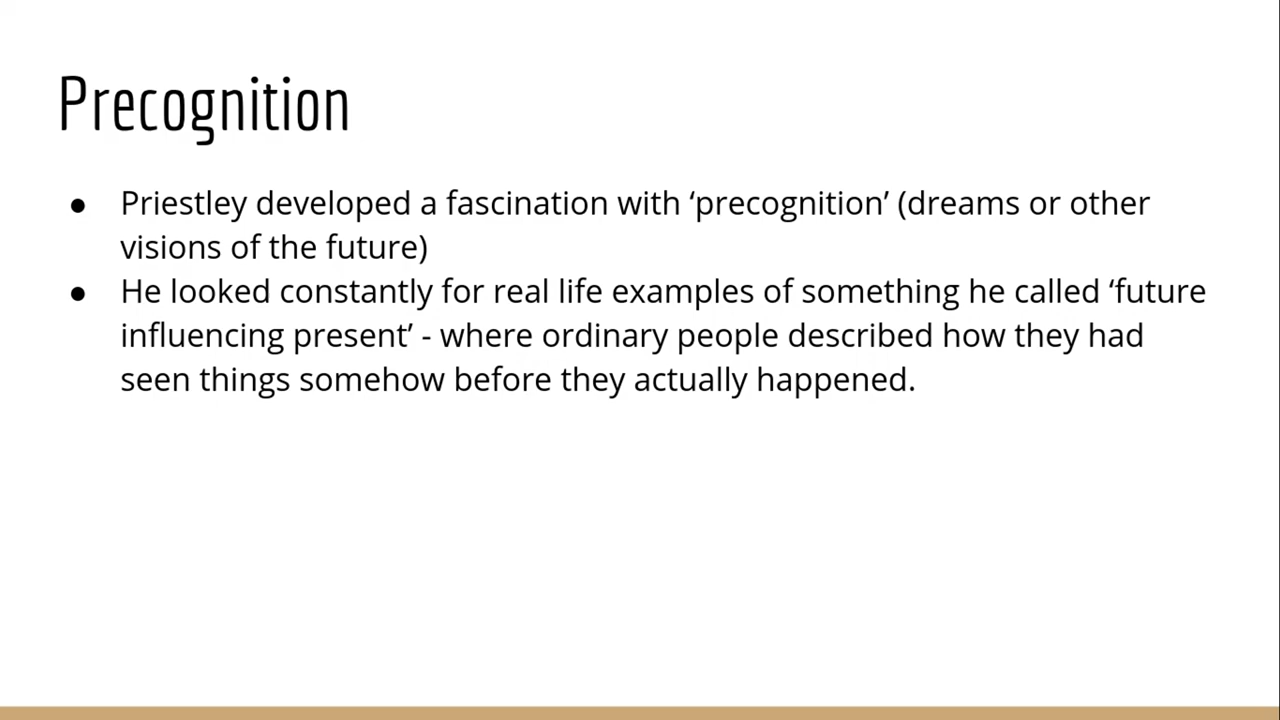 Precognition
● Priestley developed a fascination with ‘precognition’ (dreams or other
visions of the future)
● He looked constantly for real life examples of something he called ‘future
influencing present’ - where ordinary people described how they had
seen things somehow before they actually happened.